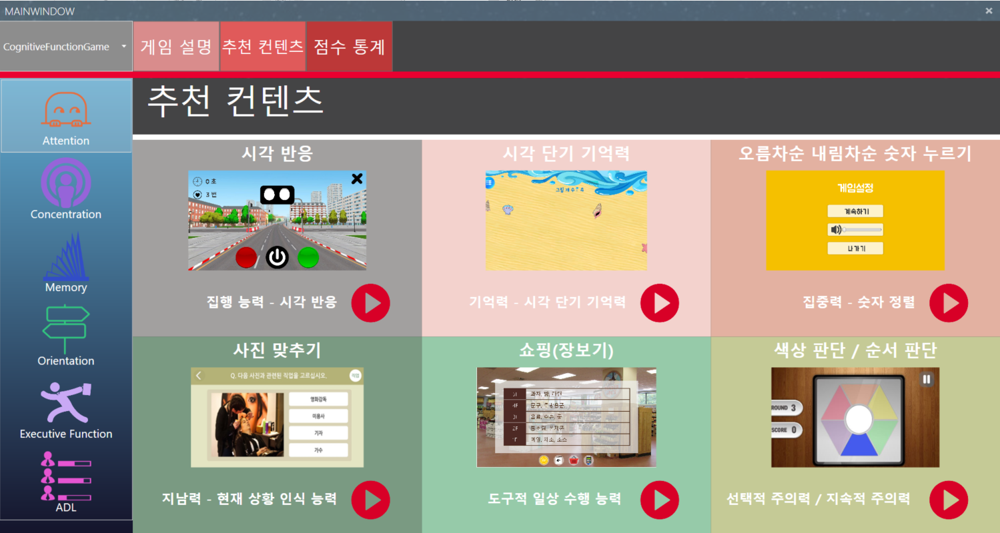 MAINWINDOW
CognitiveFunctionGame
게임 설명
추천 컨텐츠
점수 통계
추천 컨텐츠
Attention
Concentration
Memory
Orientation
Executive Function
ADL
시각 반응
0 초
3 번
집행 능력 - 시각 반응
시각 단기 기억력
기억력 - 시각 단기 기억력
오름차순 내림차순 숫자 누르기
게임설정
계속하기
나가기
집중력 - 숫자 정렬
사진 맞추기
Q. 다음 사진과 관련된 직업을 고르십시오.
직업
영화감독
미용사
기자
가수
지남력 - 현재 상황 인식 능력
쇼핑(장보기)
도구적 일상 수행 능력
색상 판단 / 순서 판단
ROUND 3
SCORE 0
선택적 주의력 / 지속적 주의력